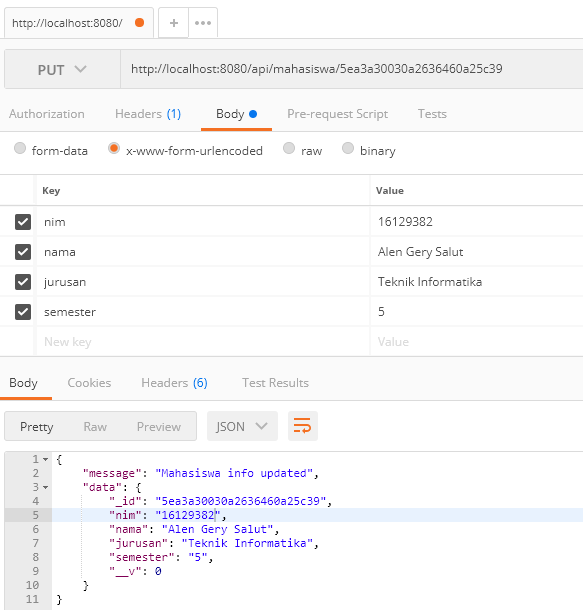 http://localhost:8080/
PUT http://localhost:8080/api/mahasiswa/5ea3a30030a2636460a25c39
Authorization Headers (1) Body Pre-request Script Tests
form-data x-www-form-urlencoded raw binary
Key Value
nim 16129382
nama Alen Gery Salut
jurusan Teknik Informatika
semester 5
New key Value
Body Cookies Headers (6) Test Results
Pretty Raw Preview JSON
1 {
2 "message": "Mahasiswa info updated",
3 "data": {
4 "_id": "5ea3a30030a2636460a25c39",
5 "nim": "16129382",
6 "nama": "Alen Gery Salut",
7 "jurusan": "Teknik Informatika",
8 "semester": "5",
9 "__v": 0
10 }
11 }